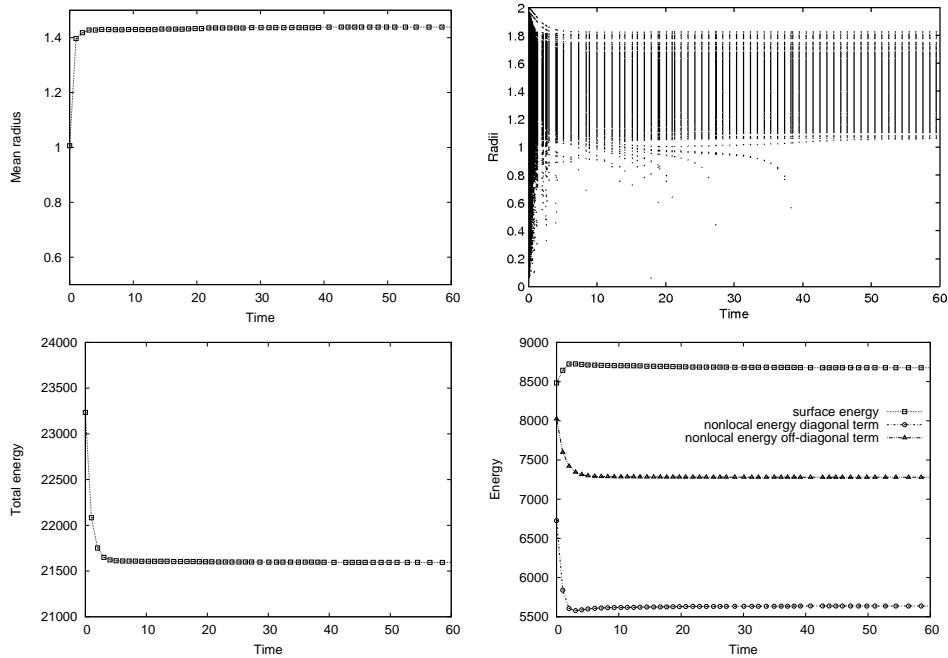 Mean radius
1.4
1.2
1
0.8
0.6
0 10 20 30 40 50 60
Time
Radii
2
1.8
1.6
1.4
1.2
1
0.8
0.6
0.4
0.2
0
0 10 20 30 40 50 60
Time
Total energy
24000
23500
23000
22500
22000
21500
21000
0 10 20 30 40 50 60
Time
Energy
9000
8500
8000
7500
7000
6500
6000
5500
surface energy
nonlocal energy diagonal term
nonlocal energy off-diagonal term
0 10 20 30 40 50 60
Time